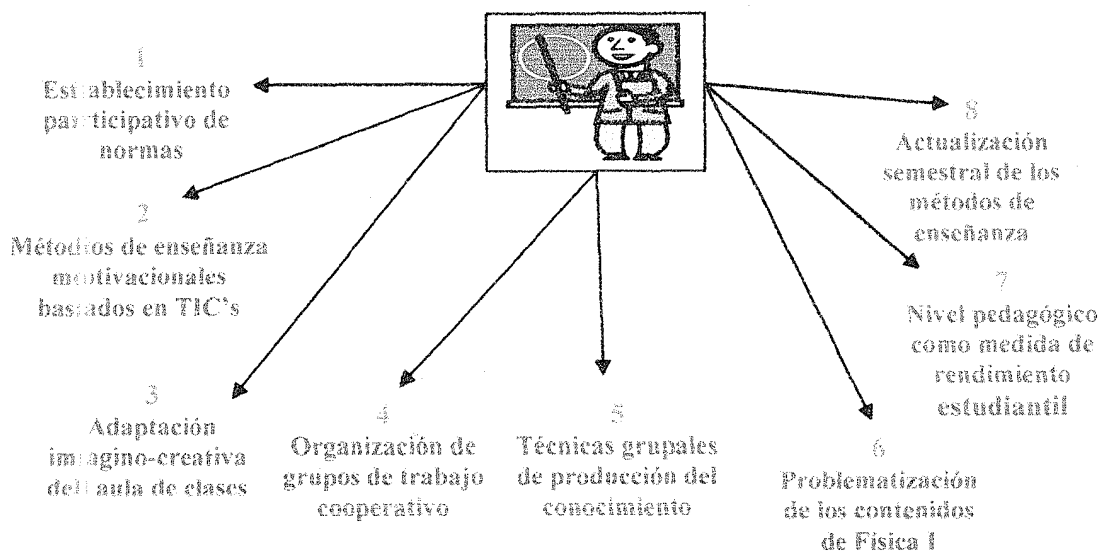 1
Establecimiento
participativo de
normas
2
Métodos de enseñanza
motivacionales
basados en TIC's
3
Adaptación
imagino-creativa
del aula de clases
4
Organización de
grupos de trabajo
cooperativo
5
Técnicas grupales
de producción del
conocimiento
6
Problematización
de los contenidos
de Física I
7
Nivel pedagógico
como medida de
rendimiento
estudiantil
8
Actualización
semestral de los
métodos de
enseñanza